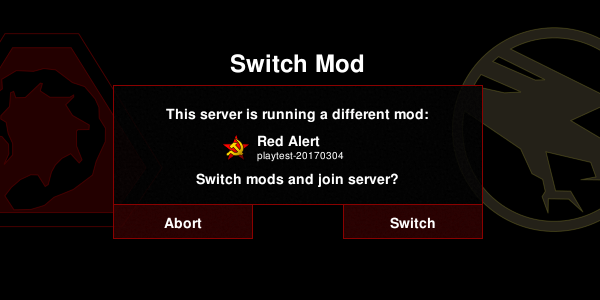 Switch Mod
This server is running a different mod:
Red Alert
playtest-20170304
Switch mods and join server?
Abort
Switch